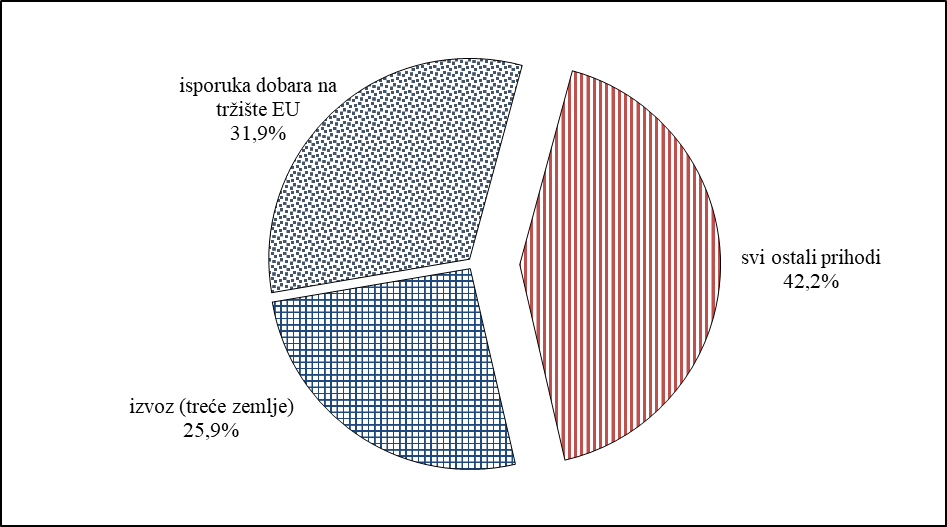 isporuka dobara na
tržište EU
31,9%
svi ostali prihodi
42,2%
izvoz (treće zemlje)
25,9%